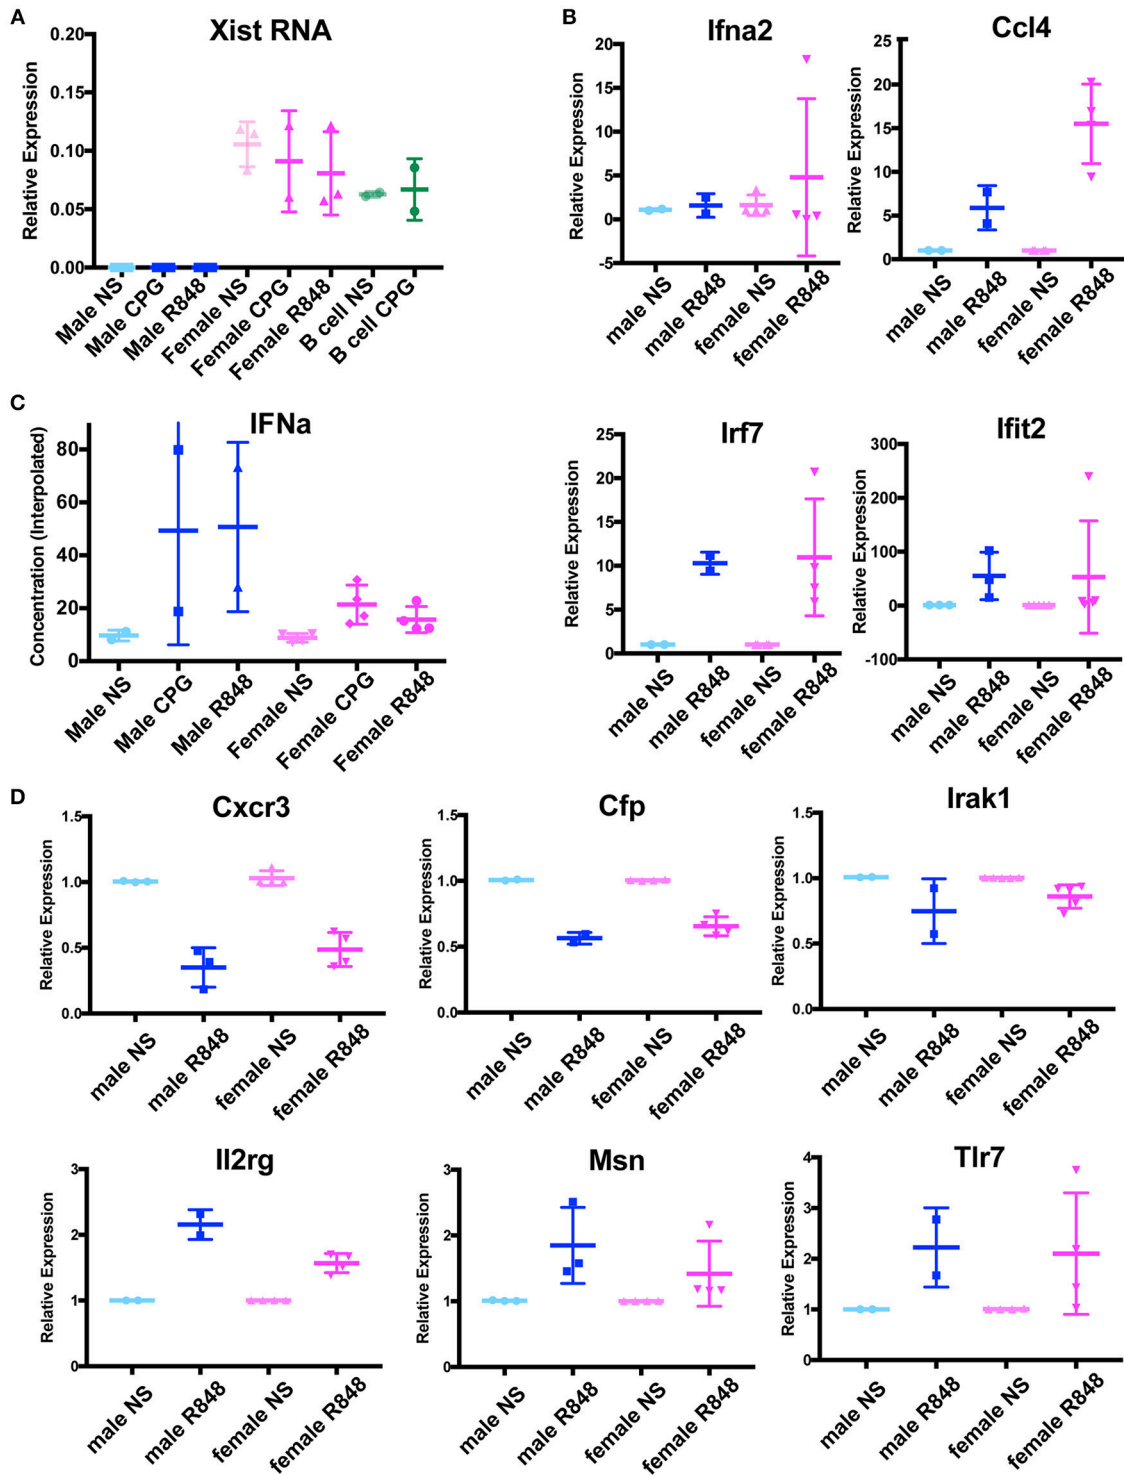 A
Xist RNA
Relative Expression
0.20
0.15
0.10
0.05
0.00
Male NS
Male CPG
Male R848
Female NS
Female CPG
Female R848
B cell NS
B cell CPG
B
Ifna2
Relative Expression
20
15
10
5
0
-5
male NS
male R848
female NS
female R848
Ccl4
Relative Expression
25
20
15
10
5
0
male NS
male R848
female NS
female R848
C
IFNa
Concentration (Interpolated)
80
60
40
20
0
Male NS
Male CPG
Male R848
Female NS
Female CPG
Female R848
Irf7
Relative Expression
25
20
15
10
5
0
male NS
male R848
female NS
female R848
Ifit2
Relative Expression
300
200
100
0
-100
male NS
male R848
female NS
female R848
D
Cxcr3
Relative Expression
1.5
1.0
0.5
0.0
male NS
male R848
female NS
female R848
Cfp
Relative Expression
1.5
1.0
0.5
0.0
male NS
male R848
female NS
female R848
Irak1
Relative Expression
1.5
1.0
0.5
0.0
male NS
male R848
female NS
female R848
Il2rg
Relative Expression
3
2
1
0
male NS
male R848
female NS
female R848
Msn
Relative Expression
3
2
1
0
male NS
male R848
female NS
female R848
Tlr7
Relative Expression
4
3
2
1
0
male NS
male R848
female NS
female R848